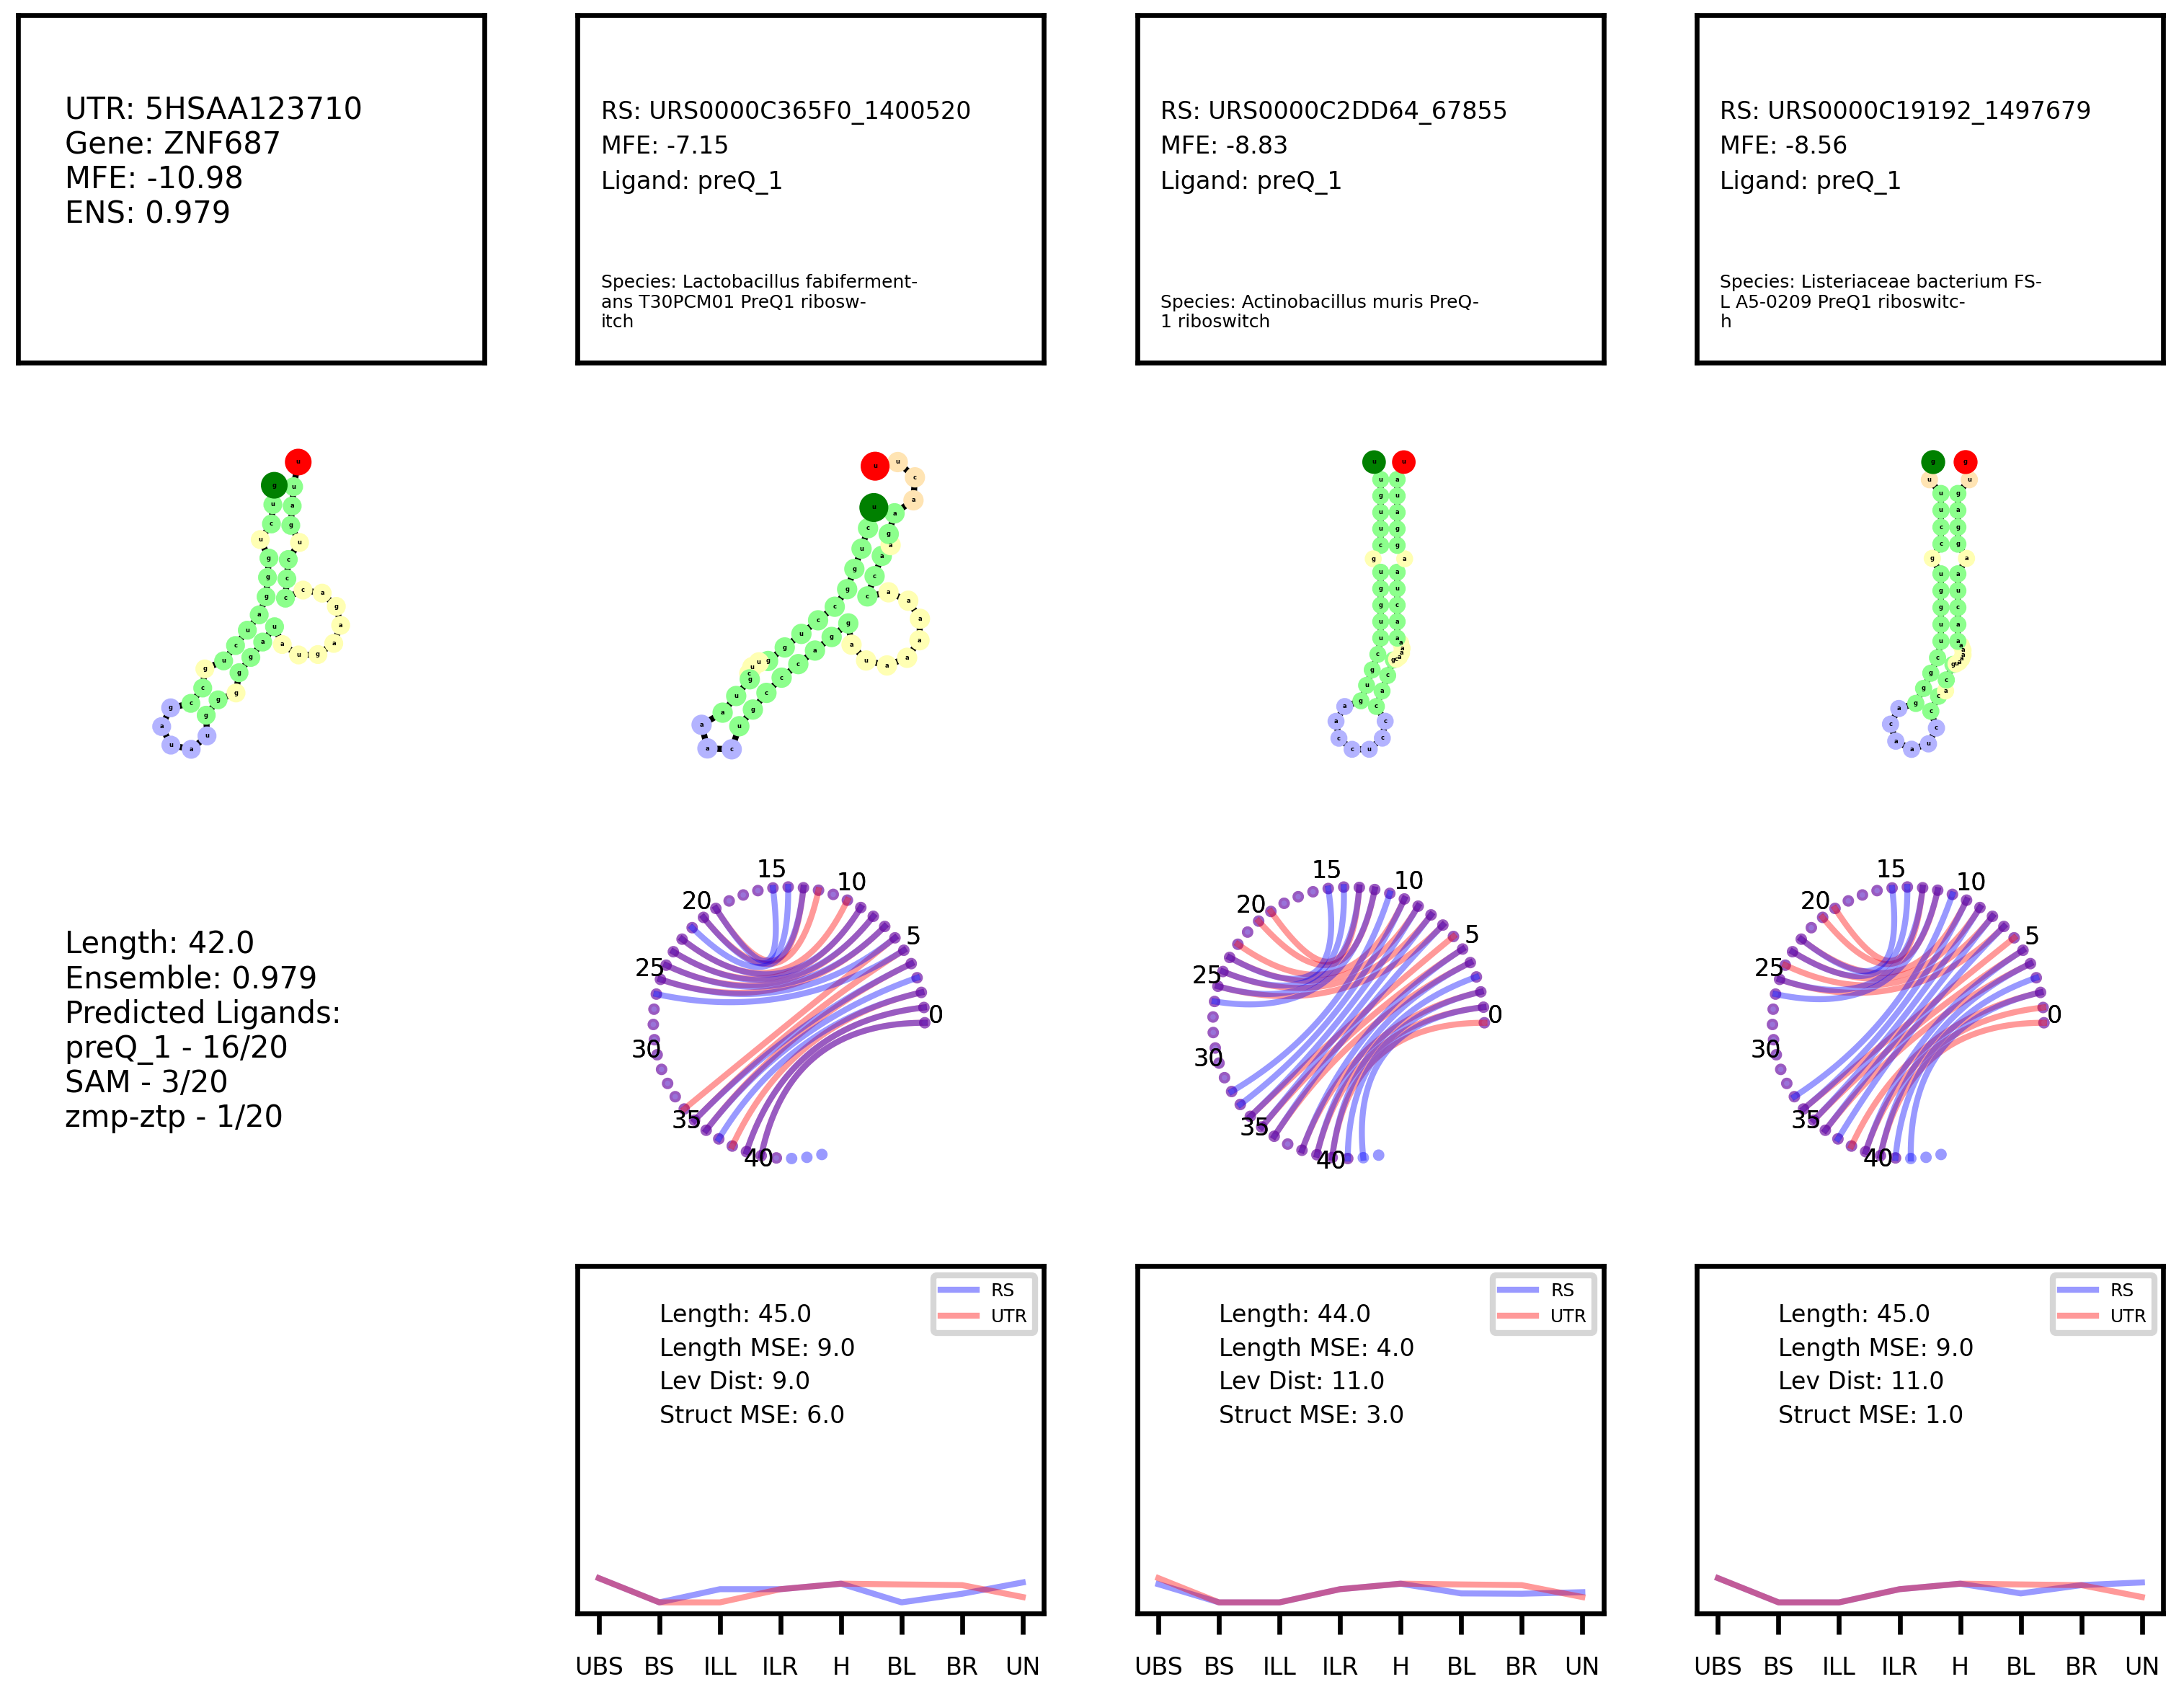 UTR: 5HSAA123710
Gene: ZNF687
MFE: -10.98
ENS: 0.979
RS: URS0000C365F0_1400520
MFE: -7.15
Ligand: preQ_1
Species: Lactobacillus fabiferment-
ans T30PCM01 PreQ1 ribosw-
itch
RS: URS0000C2DD64_67855
MFE: -8.83
Ligand: preQ_1
Species: Actinobacillus muris PreQ-
1 riboswitch
RS: URS0000C19192_1497679
MFE: -8.56
Ligand: preQ_1
Species: Listeriaceae bacterium FS-
L A5-0209 PreQ1 riboswitc-
h
Length: 42.0
Ensemble: 0.979
Predicted Ligands:
preQ_1 - 16/20
SAM - 3/20
zmp-ztp - 1/20
0
5
10
15
20
25
30
35
40
0
5
10
15
20
25
30
35
40
0
5
10
15
20
25
30
35
40
Length: 45.0
Length MSE: 9.0
Lev Dist: 9.0
Struct MSE: 6.0
RS
UTR
UBS BS ILL ILR H BL BR UN
Length: 44.0
Length MSE: 4.0
Lev Dist: 11.0
Struct MSE: 3.0
RS
UTR
UBS BS ILL ILR H BL BR UN
Length: 45.0
Length MSE: 9.0
Lev Dist: 11.0
Struct MSE: 1.0
RS
UTR
UBS BS ILL ILR H BL BR UN